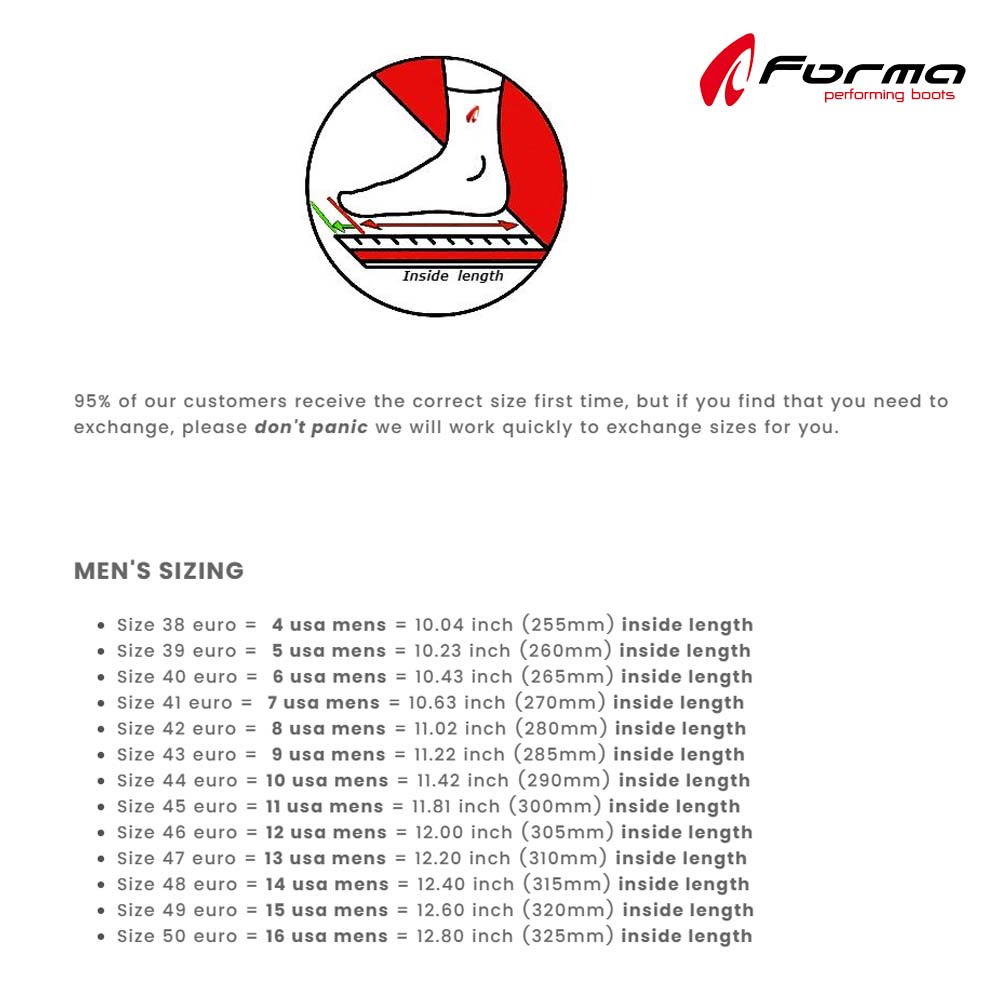 Forma
performing boots
Inside length
95% of our customers receive the correct size first time, but if you find that you need to
exchange, please don't panic we will work quickly to exchange sizes for you.
MEN'S SIZING
• Size 38 euro = 4 usa mens = 10.04 inch (255mm) inside length
• Size 39 euro = 5 usa mens = 10.23 inch (260mm) inside length
• Size 40 euro = 6 usa mens = 10.43 inch (265mm) inside length
• Size 41 euro = 7 usa mens = 10.63 inch (270mm) inside length
• Size 42 euro = 8 usa mens = 11.02 inch (280mm) inside length
• Size 43 euro = 9 usa mens = 11.22 inch (285mm) inside length
• Size 44 euro = 10 usa mens = 11.42 inch (290mm) inside length
• Size 45 euro = 11 usa mens = 11.81 inch (300mm) inside length
• Size 46 euro = 12 usa mens = 12.00 inch (305mm) inside length
• Size 47 euro = 13 usa mens = 12.20 inch (310mm) inside length
• Size 48 euro = 14 usa mens = 12.40 inch (315mm) inside length
• Size 49 euro = 15 usa mens = 12.60 inch (320mm) inside length
• Size 50 euro = 16 usa mens = 12.80 inch (325mm) inside length